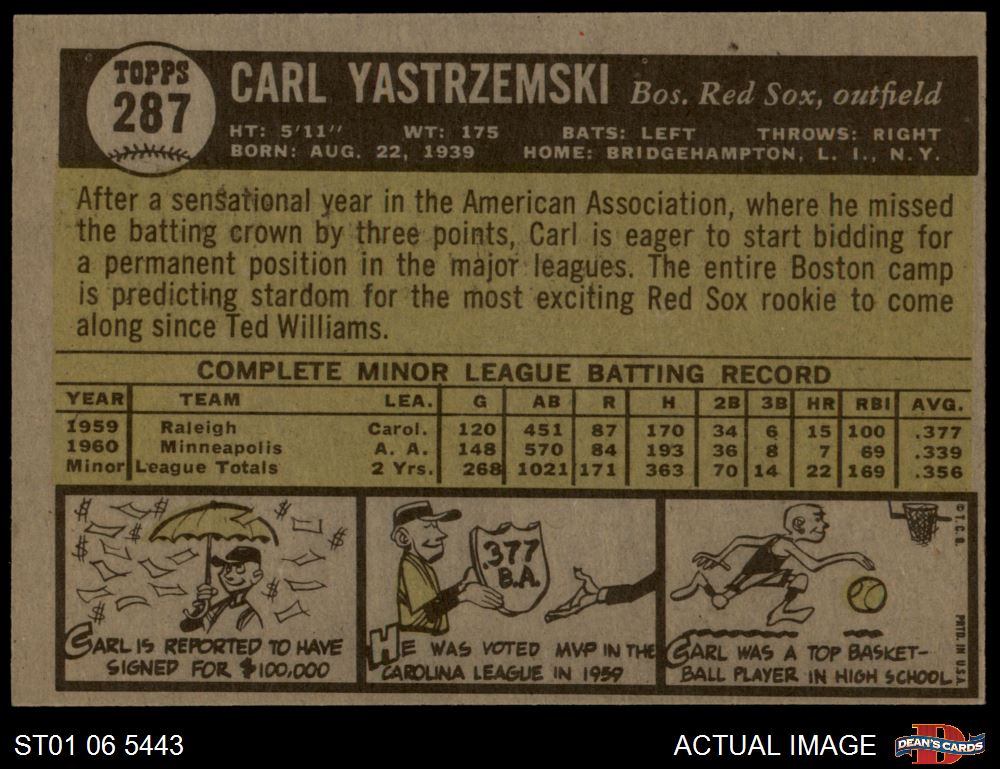 TOPPS
287
CARL YASTRZEMSKI Bos. Red Sox, outfield
HT: 5'11" WT: 175 BATS: LEFT THROWS: RIGHT
BORN: AUG. 22, 1939 HOME: BRIDGEHAMPTON, L. I., N. Y.
After a sensational year in the American Association, where he missed
the batting crown by three points, Carl is eager to start bidding for
a permanent position in the major leagues. The entire Boston camp
is predicting stardom for the most exciting Red Sox rookie to come
along since Ted Williams.
COMPLETE MINOR LEAGUE BATTING RECORD
YEAR TEAM LEA. G AB R H 2B 3B HR RBI AVG.
1959 Raleigh Carol. 120 451 87 170 34 6 15 100 .377
1960 Minneapolis A. A. 148 570 84 193 36 8 7 69 .339
Minor League Totals 2 Yrs. 268 1021 171 363 70 14 22 169 .356
$ $ $ $ $ $ $
CARL IS REPORTED TO HAVE
SIGNED FOR $100,000
.377
B.A.
HE WAS VOTED MVP IN THE
CAROLINA LEAGUE IN 1959
CARL WAS A TOP BASKET-
BALL PLAYER IN HIGH SCHOOL
© T. C. G.
PRTD. IN U.S.A.
ST01 06 5443
ACTUAL IMAGE
D
DEAN'S CARDS